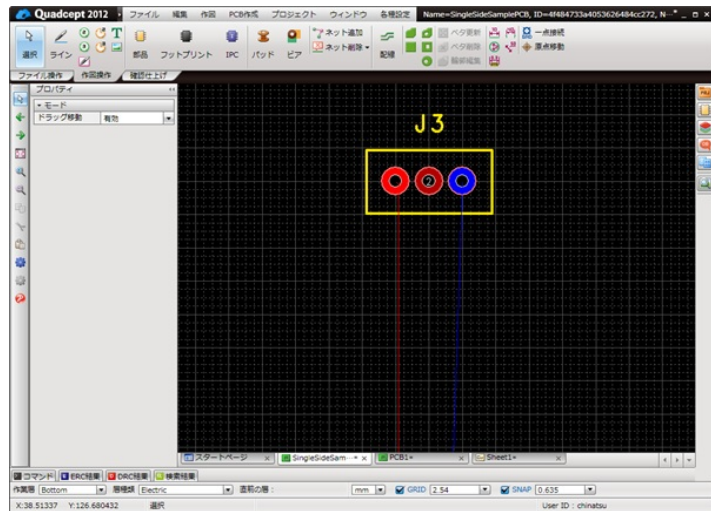 Quadcept 2012
ファイル 編集 作図 PCB作成 プロジェクト ウィンドウ 各種設定 Name=SingleSideSamplePCB, ID=4f484733a4053626484cc272, N…*
選択 ライン T 部品 フットプリント IPC パッド ビア ネット追加 ネット削除 配線 ベタ更新 ベタ削除 一点接続 原点移動
ファイル操作 作図操作 確認仕上げ
プロパティ
モード
ドラッグ移動 有効
J3
2
スタートページ × SingleSideSam…* × PCB1* × Sheet1* ×
コマンド ERC結果 DRC結果 検索結果
作業層 Bottom 層種類 Electric 直前の層 : mm GRID 2.54 SNAP 0.635
X:38.51337 Y:126.680432 選択 User ID : chinatsu